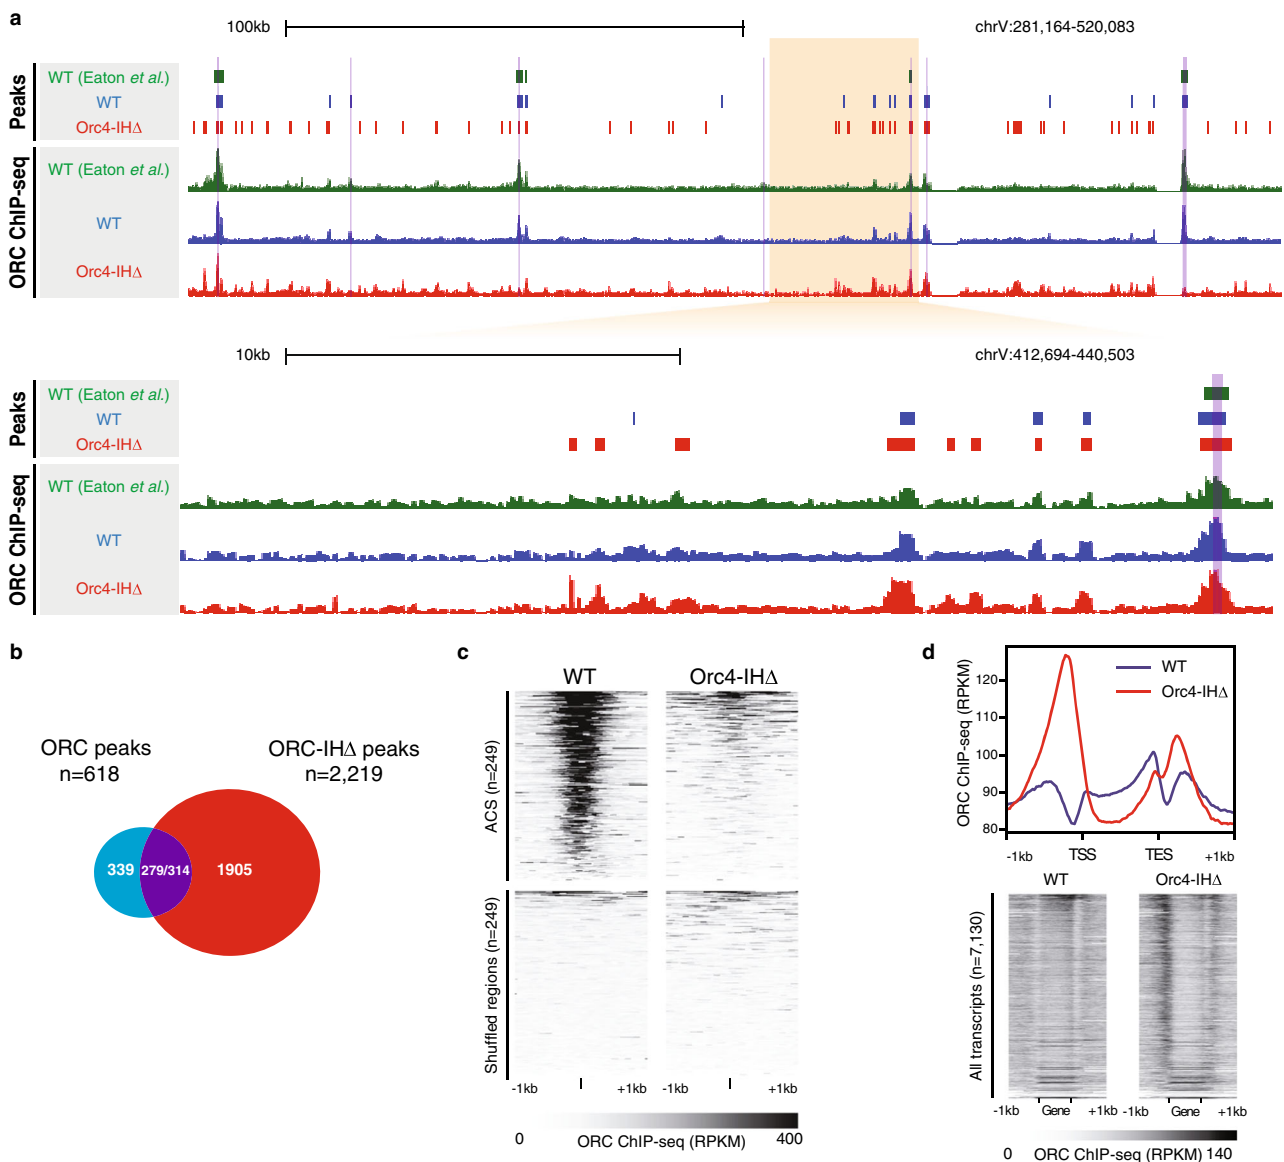 a
100kb
chrV:281,164-520,083
Peaks
WT (Eaton et al.)
WT
Orc4-IHΔ
ORC ChIP-seq
WT (Eaton et al.)
WT
Orc4-IHΔ
10kb
chrV:412,694-440,503
Peaks
WT (Eaton et al.)
WT
Orc4-IHΔ
ORC ChIP-seq
WT (Eaton et al.)
WT
Orc4-IHΔ
b
ORC peaks
n=618
ORC-IHΔ peaks
n=2,219
339
279/314
1905
c
WT
Orc4-IHΔ
ACS (n=249)
Shuffled regions (n=249)
-1kb
+1kb
-1kb
+1kb
0
ORC ChIP-seq (RPKM)
400
d
ORC ChIP-seq (RPKM)
120
110
100
90
80
WT
Orc4-IHΔ
-1kb
TSS
TES
+1kb
WT
Orc4-IHΔ
All transcripts (n=7,130)
-1kb
Gene
+1kb
-1kb
Gene
+1kb
0
ORC ChIP-seq (RPKM)
140